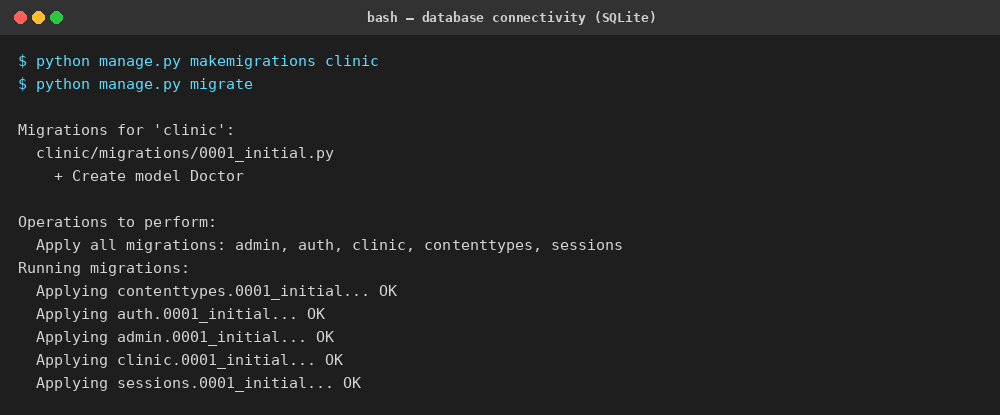 bash — database connectivity (SQLite)
$ python manage.py makemigrations clinic
$ python manage.py migrate
Migrations for 'clinic':
  clinic/migrations/0001_initial.py
    + Create model Doctor
Operations to perform:
  Apply all migrations: admin, auth, clinic, contenttypes, sessions
Running migrations:
  Applying contenttypes.0001_initial... OK
  Applying auth.0001_initial... OK
  Applying admin.0001_initial... OK
  Applying clinic.0001_initial... OK
  Applying sessions.0001_initial... OK